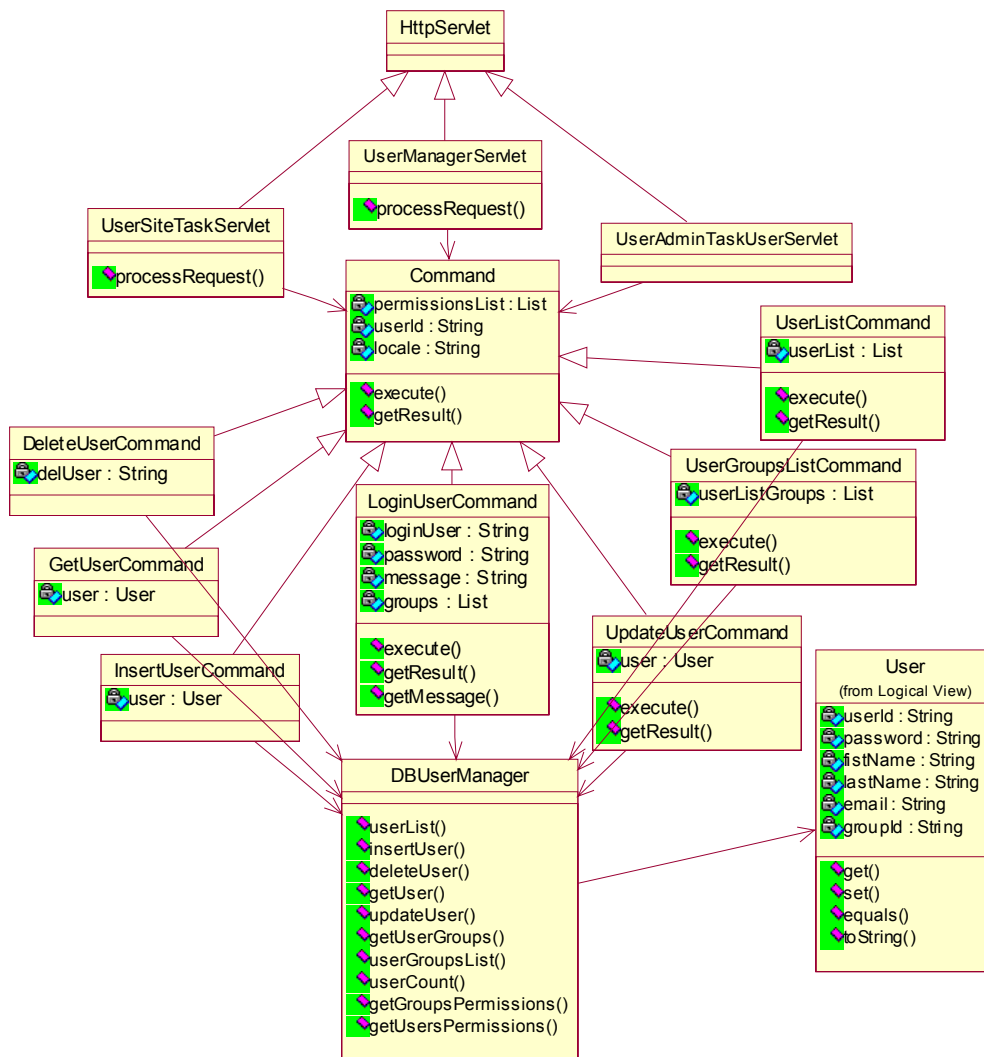 HttpServlet
UserManagerServlet
processRequest()
UserSiteTaskServlet
processRequest()
UserAdminTaskUserServlet
Command
permissionsList : List
userId : String
locale : String
execute()
getResult()
UserListCommand
userList : List
execute()
getResult()
DeleteUserCommand
delUser : String
UserGroupsListCommand
userListGroups : List
execute()
getResult()
LoginUserCommand
loginUser : String
password : String
message : String
groups : List
execute()
getResult()
getMessage()
GetUserCommand
user : User
InsertUserCommand
user : User
UpdateUserCommand
user : User
execute()
getResult()
User
(from Logical View)
userId : String
password : String
fistName : String
lastName : String
email : String
groupId : String
get()
set()
equals()
toString()
DBUserManager
userList()
insertUser()
deleteUser()
getUser()
updateUser()
getUserGroups()
userGroupsList()
userCount()
getGroupsPermissions()
getUsersPermissions()